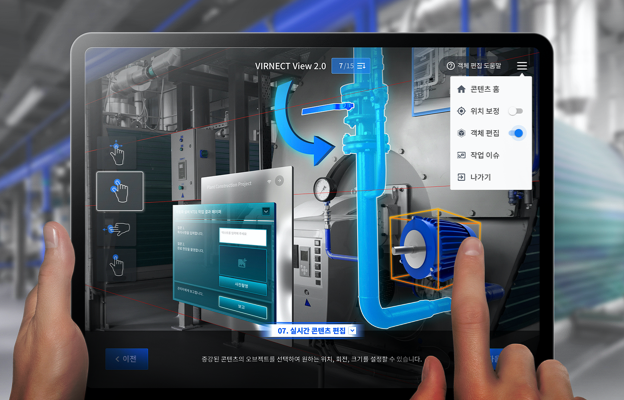 VIRNECT View 2.0
7/15
객체 편집 도움말
콘텐츠 홈
위치 보정
객체 편집
작업 이슈
나가기
07. 실시간 콘텐츠 편집
이전
증강된 콘텐츠의 오브젝트를 선택하여 원하는 위치, 회전, 크기를 설정할 수 있습니다.